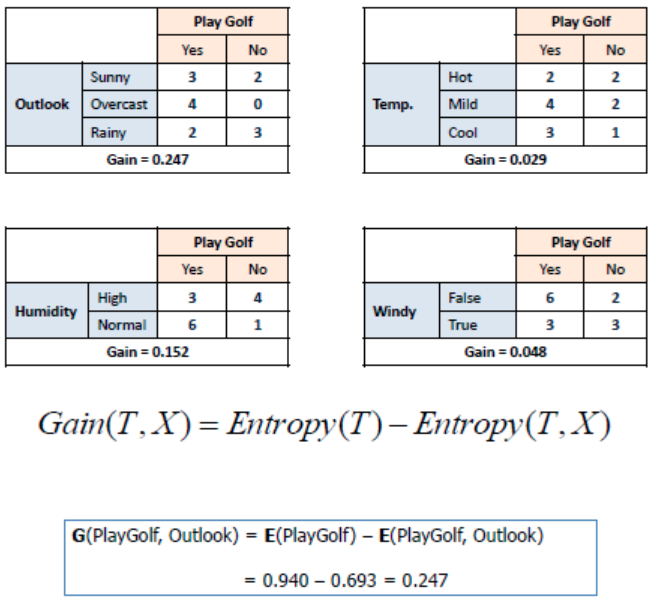 Play Golf
Yes No
Outlook Sunny 3 2
Overcast 4 0
Rainy 2 3
Gain = 0.247
Play Golf
Yes No
Temp. Hot 2 2
Mild 4 2
Cool 3 1
Gain = 0.029
Play Golf
Yes No
Humidity High 3 4
Normal 6 1
Gain = 0.152
Play Golf
Yes No
Windy False 6 2
True 3 3
Gain = 0.048
Gain(T, X) = Entropy(T) – Entropy(T, X)
G(PlayGolf, Outlook) = E(PlayGolf) – E(PlayGolf, Outlook)
= 0.940 – 0.693 = 0.247